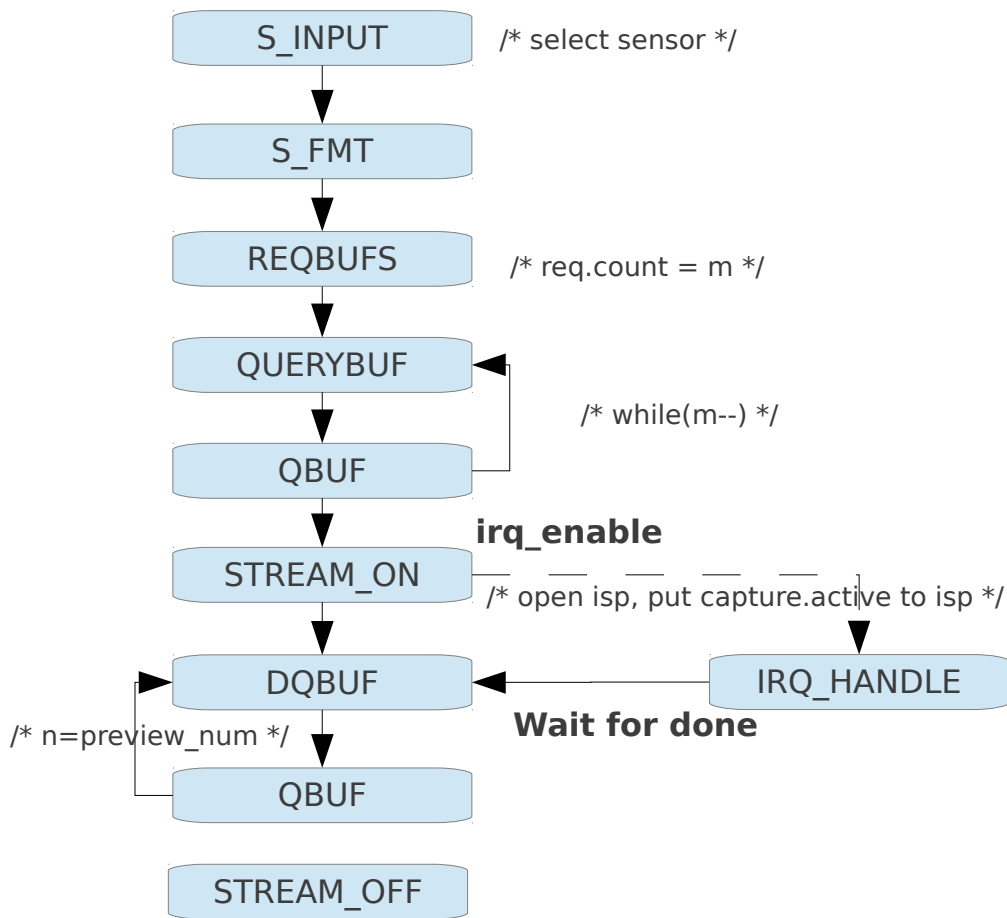 S_INPUT
/* select sensor */
S_FMT
REQBUFS
/* req.count = m */
QUERYBUF
/* while(m--) */
QBUF
irq_enable
STREAM_ON
/* open isp, put capture.active to isp */
DQBUF
IRQ_HANDLE
Wait for done
/* n=preview_num */
QBUF
STREAM_OFF